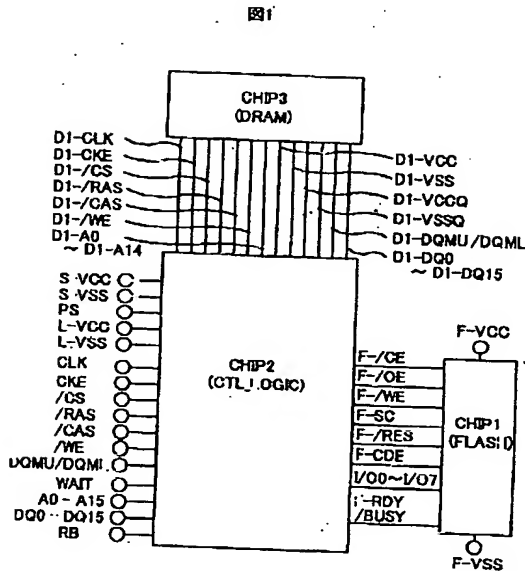 図1
CHIP3
(DRAM)
D1-CLK
D1-CKE
D1-/CS
D1-/RAS
D1-/CAS
D1-/WE
D1-A0
~ D1-A14
D1-VCC
D1-VSS
D1-VCCQ
D1-VSSQ
D1-DQMU/DQML
D1-DQ0
~ D1-DQ15
S-VCC
S-VSS
PS
L-VCC
L-VSS
CLK
CKE
/CS
/RAS
/CAS
/WE
DQMU/DQML
WAIT
A0-A15
DQ0--DQ15
RB
CHIP2
(CTL_LOGIC)
F-/CE
F-/OE
F-/WE
F-SC
F-/RES
F-CDE
I/O0~I/O7
F-RDY
/BUSY
F-VCC
CHIP1
(FLASH)
F-VSS